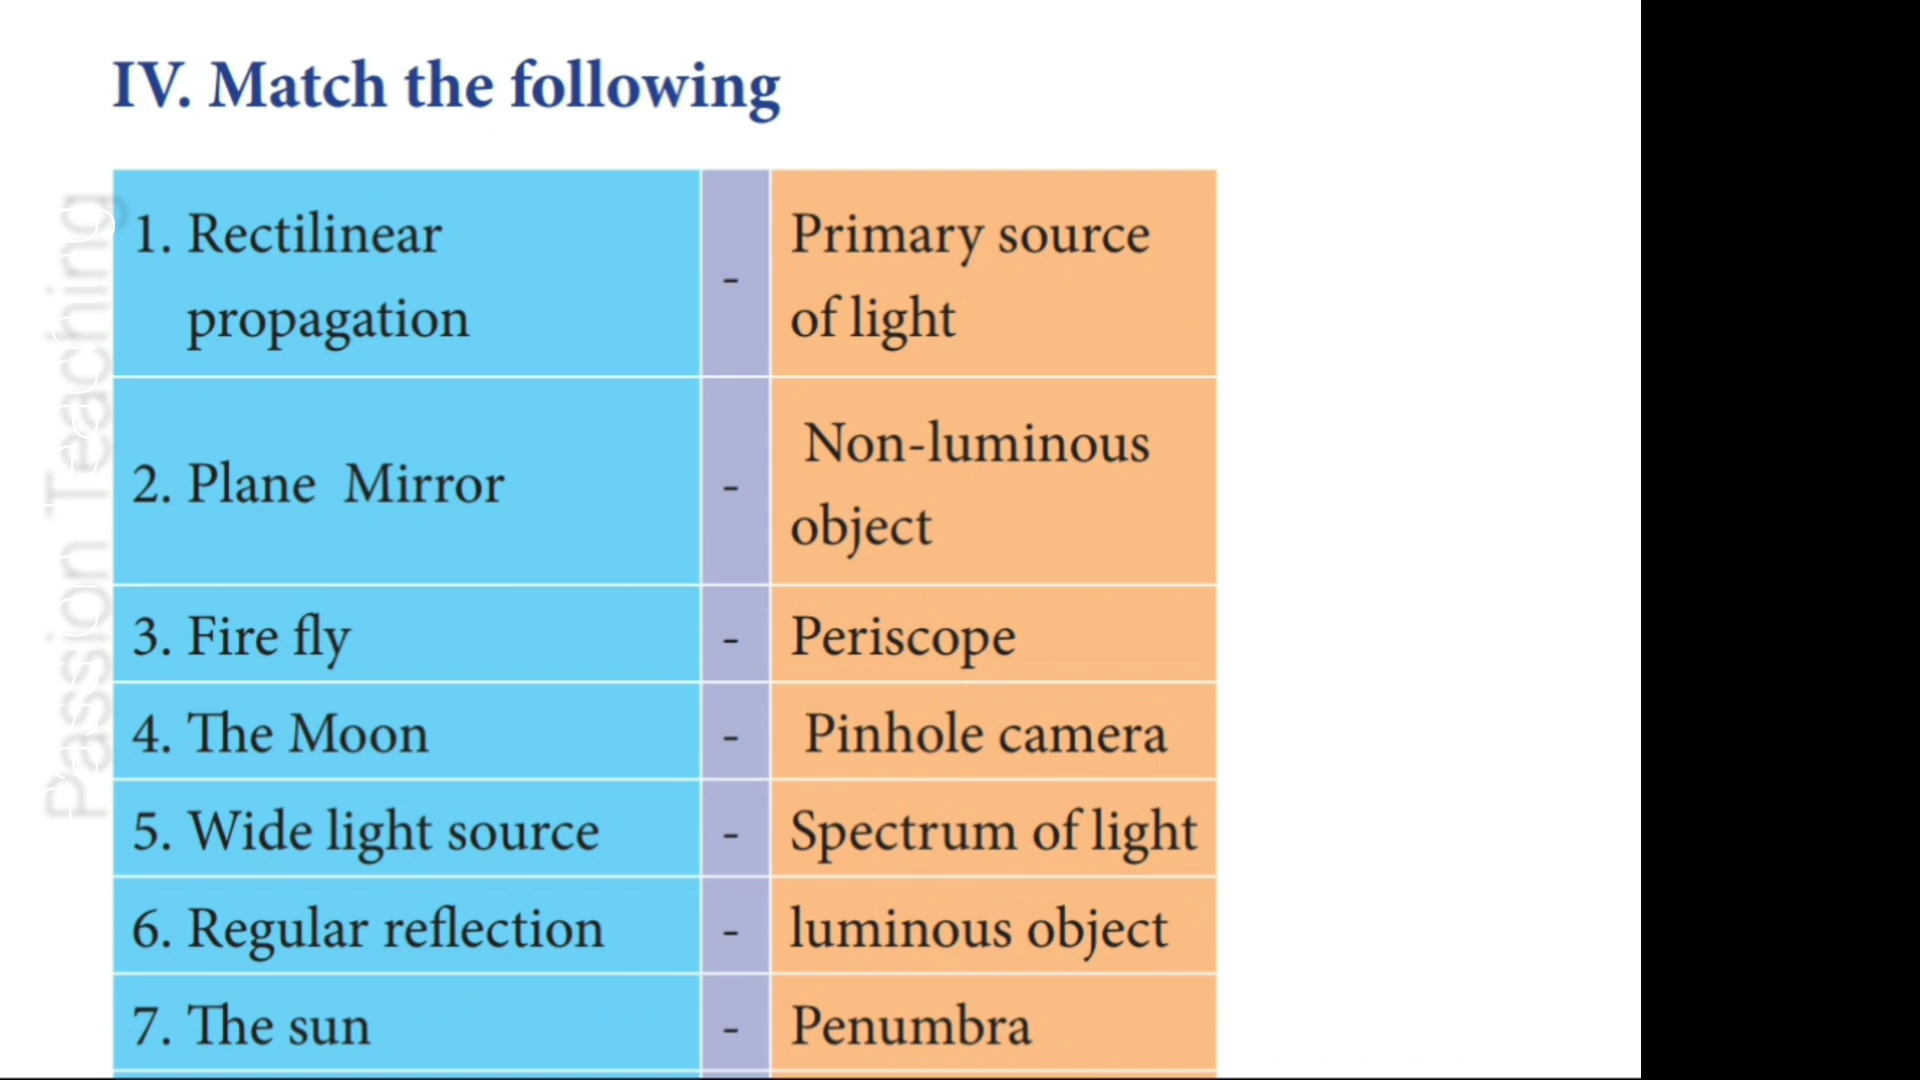 IV. Match the following
1. Rectilinear
propagation
-
Primary source
of light
2. Plane Mirror
-
Non-luminous
object
3. Fire fly
-
Periscope
4. The Moon
-
Pinhole camera
5. Wide light source
-
Spectrum of light
6. Regular reflection
-
luminous object
7. The sun
-
Penumbra
Passion Teaching